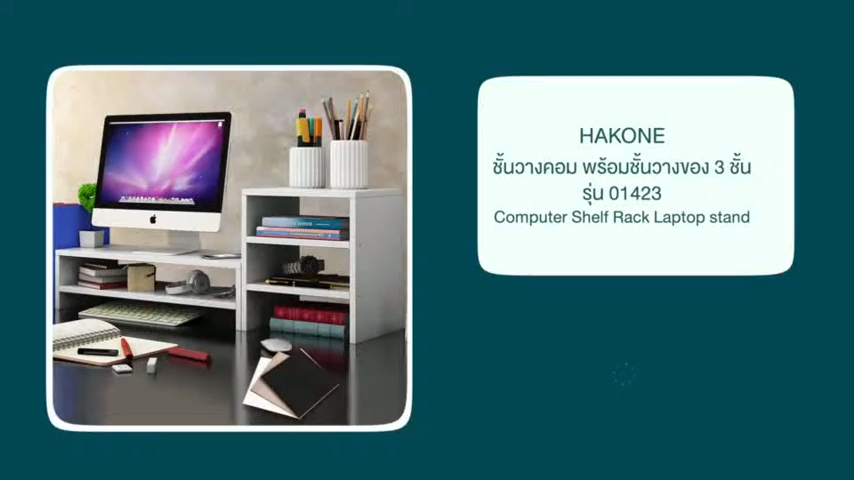 HAKONE
ชั้นวางคอม พร้อมชั้นวางของ 3 ชั้น
รุ่น 01423
Computer Shelf Rack Laptop stand